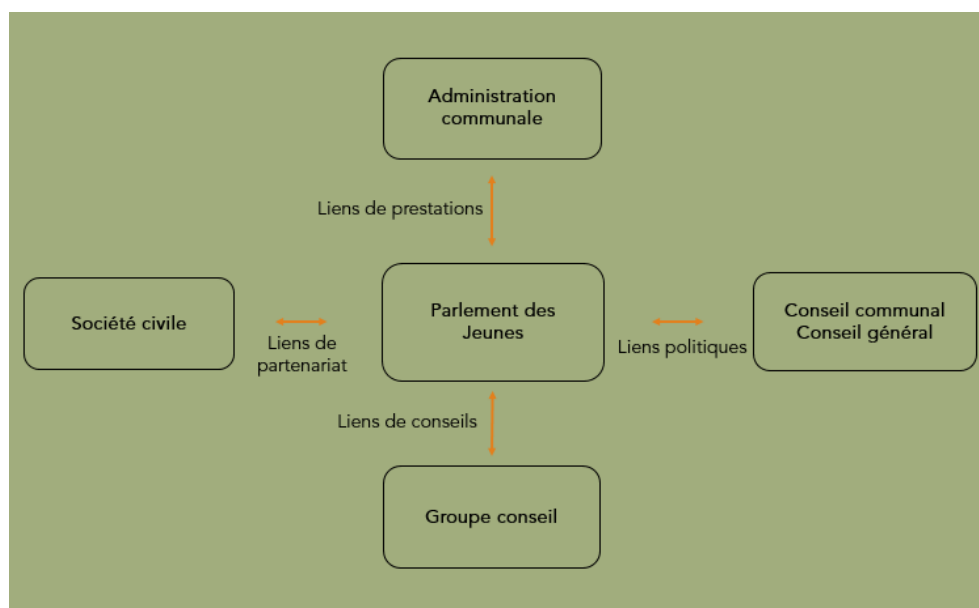 Administration
communale
Liens de prestations
Société civile
Liens de
partenariat
Parlement des
Jeunes
Liens politiques
Conseil communal
Conseil général
Liens de conseils
Groupe conseil